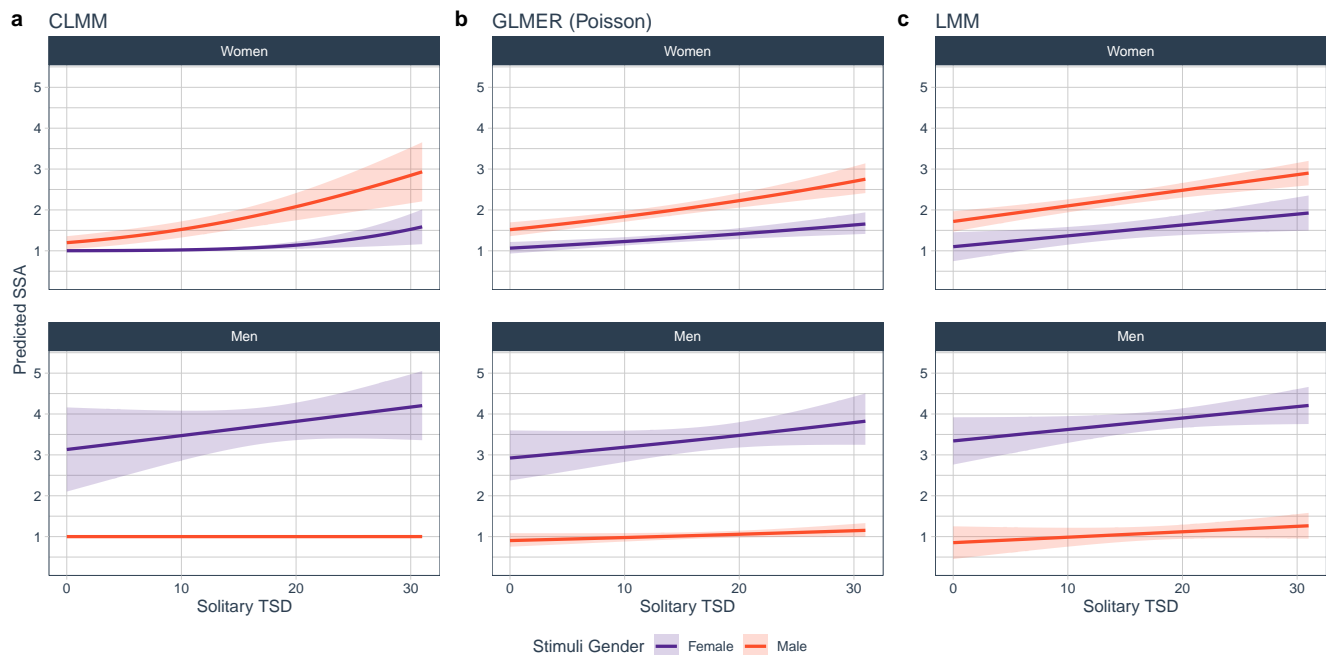 a CLMM
b GLMER (Poisson)
c LMM
Women
Women
Women
5
4
3
2
1
5
4
3
2
1
5
4
3
2
1
Predicted SSA
Men
Men
Men
5
4
3
2
1
5
4
3
2
1
5
4
3
2
1
0 10 20 30
0 10 20 30
0 10 20 30
Solitary TSD
Solitary TSD
Solitary TSD
Stimuli Gender Female Male